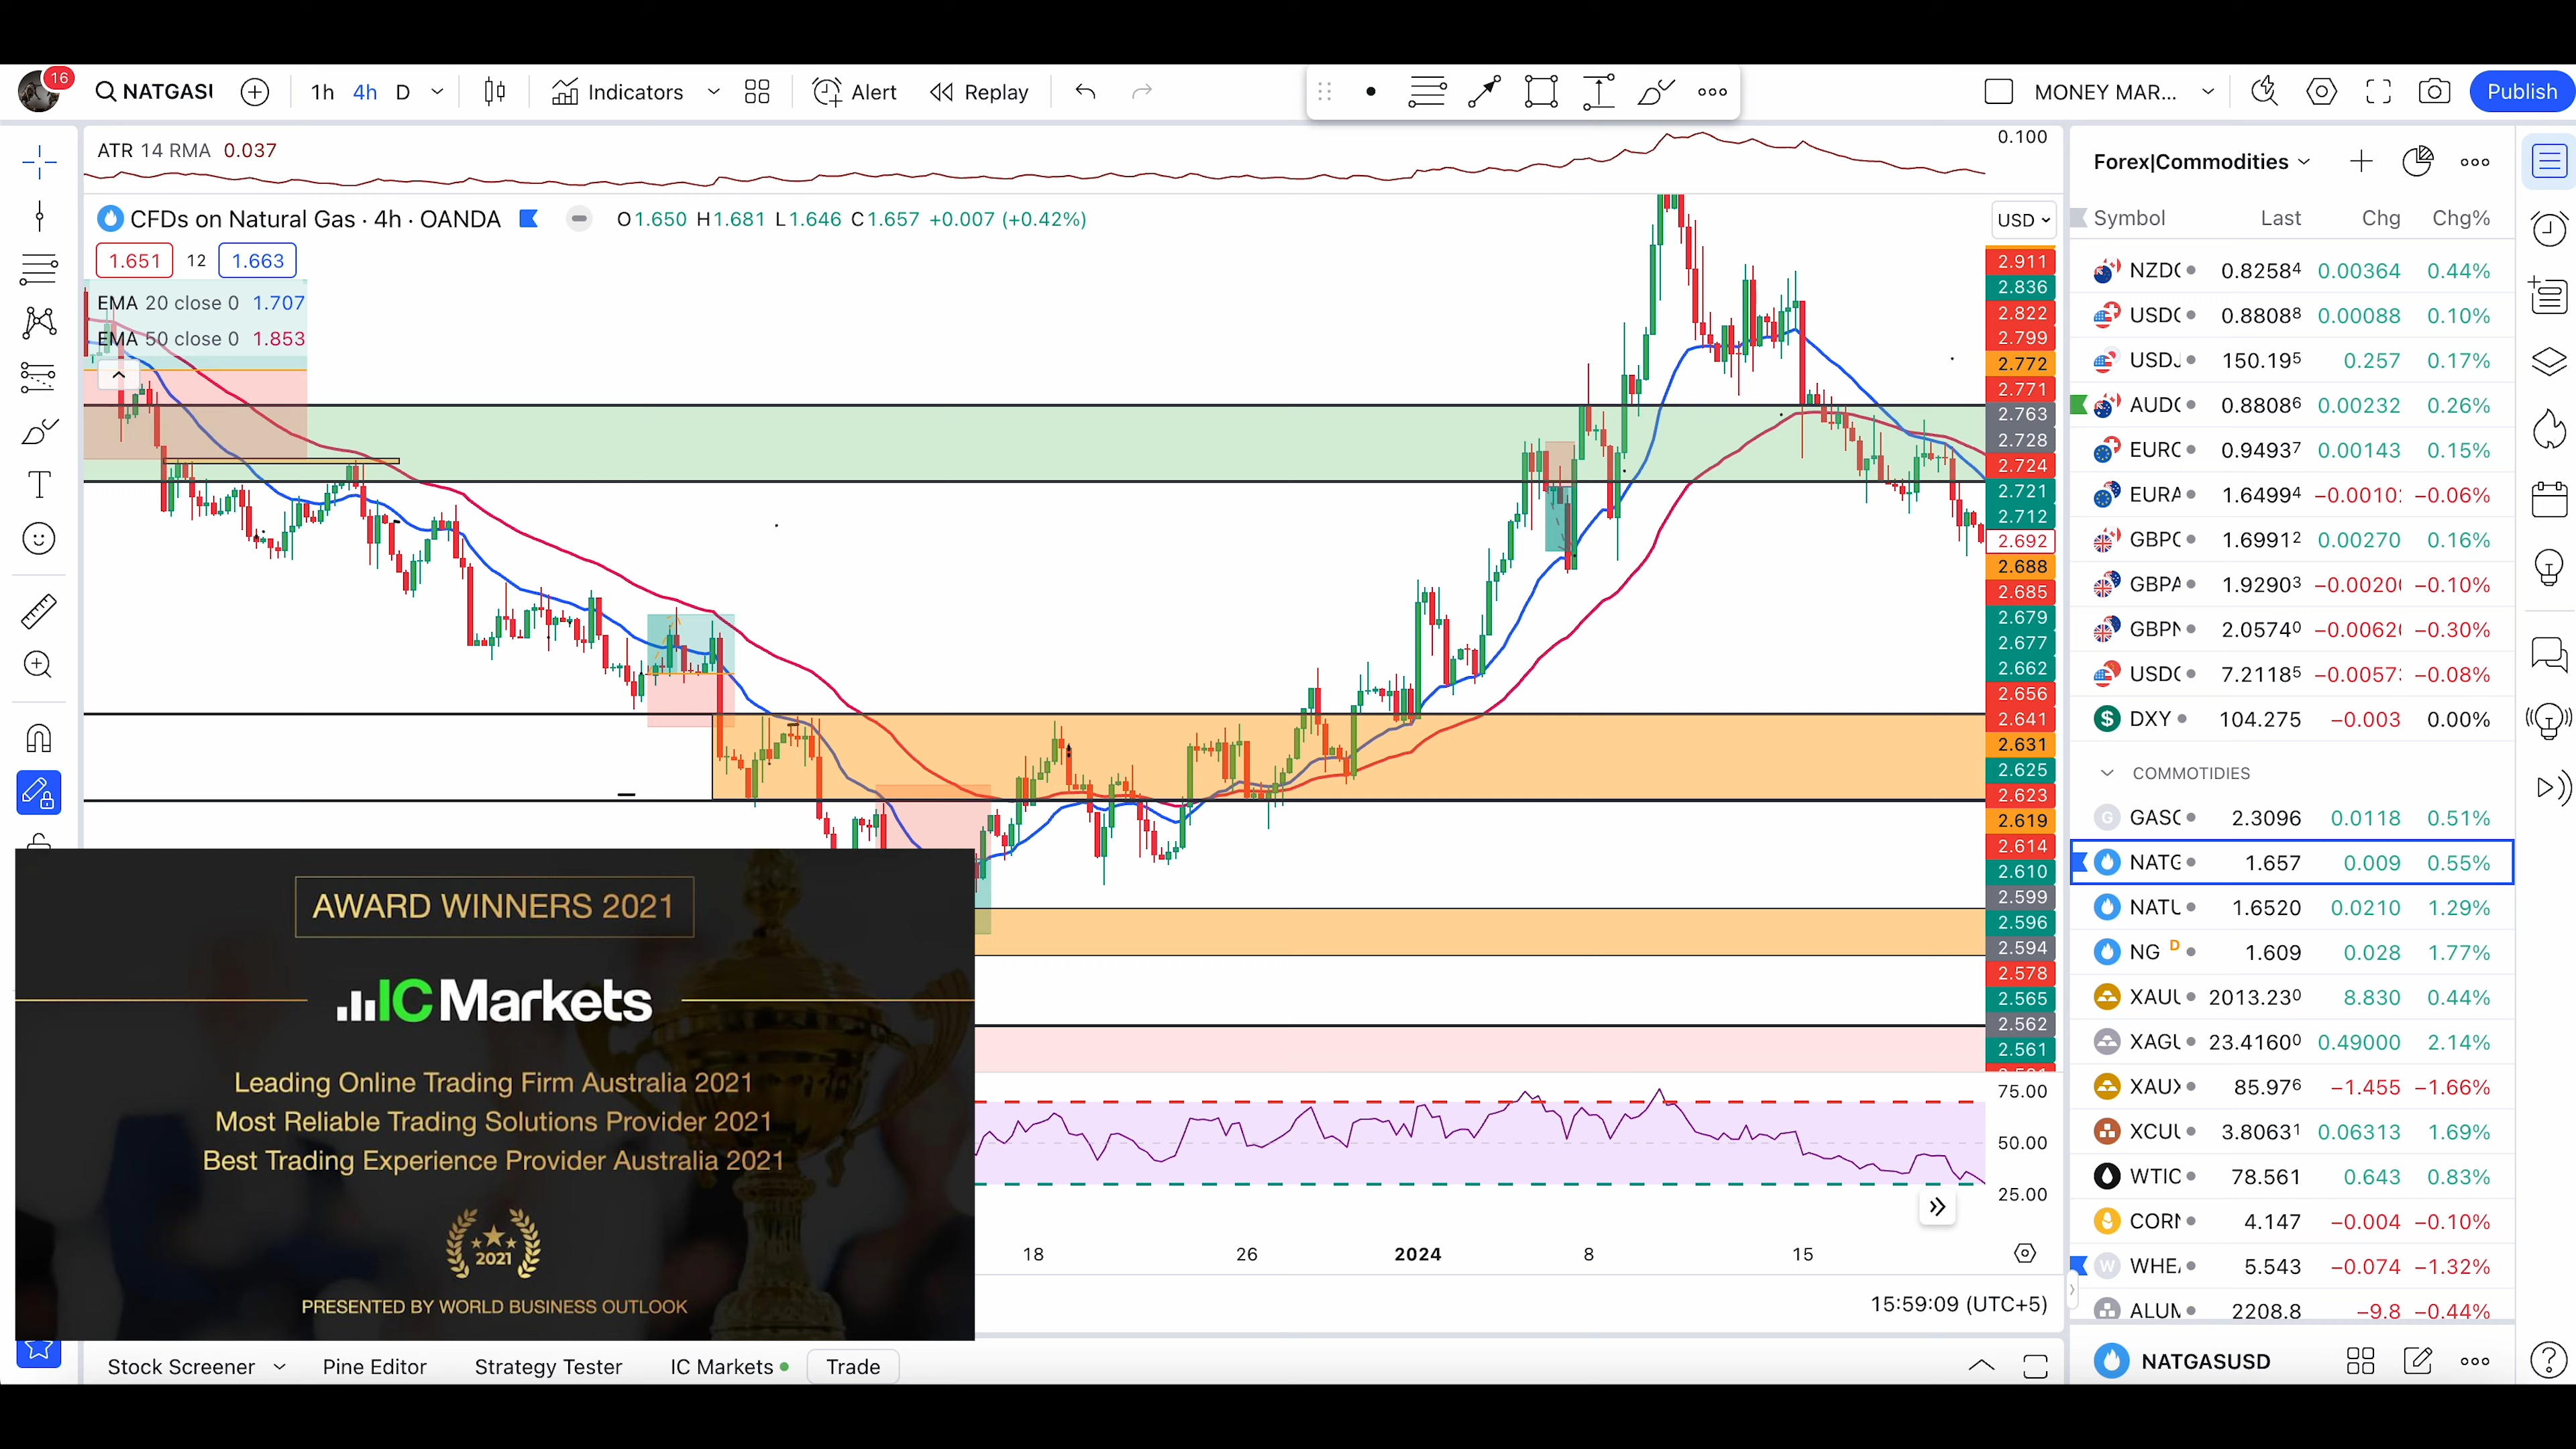 16
NATGASI
1h 4h D
Indicators
Alert
Replay
MONEY MAR...
Publish
ATR 14 RMA 0.037
0.100
CFDs on Natural Gas · 4h · OANDA
O1.650 H1.681 L1.646 C1.657 +0.007 (+0.42%)
USD
1.651 12 1.663
EMA 20 close 0 1.707
EMA 50 close 0 1.853
2.911
2.836
2.822
2.799
2.772
2.771
2.763
2.728
2.724
2.721
2.712
2.692
2.688
2.685
2.679
2.677
2.662
2.656
2.641
2.631
2.625
2.623
2.619
2.614
2.610
2.599
2.596
2.594
2.578
2.565
2.562
2.561
75.00
50.00
25.00
18 26 2024 8 15
15:59:09 (UTC+5)
AWARD WINNERS 2021
IC Markets
Leading Online Trading Firm Australia 2021
Most Reliable Trading Solutions Provider 2021
Best Trading Experience Provider Australia 2021
2021
PRESENTED BY WORLD BUSINESS OUTLOOK
Stock Screener Pine Editor Strategy Tester IC Markets Trade
Forex|Commodities
Symbol Last Chg Chg%
NZD 0.82584 0.00364 0.44%
USD 0.88088 0.00088 0.10%
USDJ 150.195 0.257 0.17%
AUD 0.88086 0.00232 0.26%
EUR 0.94937 0.00143 0.15%
EURA 1.64994 −0.0010 −0.06%
GBP 1.69912 0.00270 0.16%
GBPA 1.92903 −0.0020 −0.10%
GBPN 2.05740 −0.0062 −0.30%
USD 7.21185 −0.0057 −0.08%
DXY 104.275 −0.003 0.00%
COMMOTIDIES
GAS 2.3096 0.0118 0.51%
NATG 1.657 0.009 0.55%
NATU 1.6520 0.0210 1.29%
NG D 1.609 0.028 1.77%
XAUU 2013.230 8.830 0.44%
XAGU 23.41600 0.49000 2.14%
XAUX 85.976 −1.455 −1.66%
XCUU 3.80631 0.06313 1.69%
WTIC 78.561 0.643 0.83%
CORN 4.147 −0.004 −0.10%
W WHEA 5.543 −0.074 −1.32%
ALUM 2208.8 −9.8 −0.44%
NATGASUSD